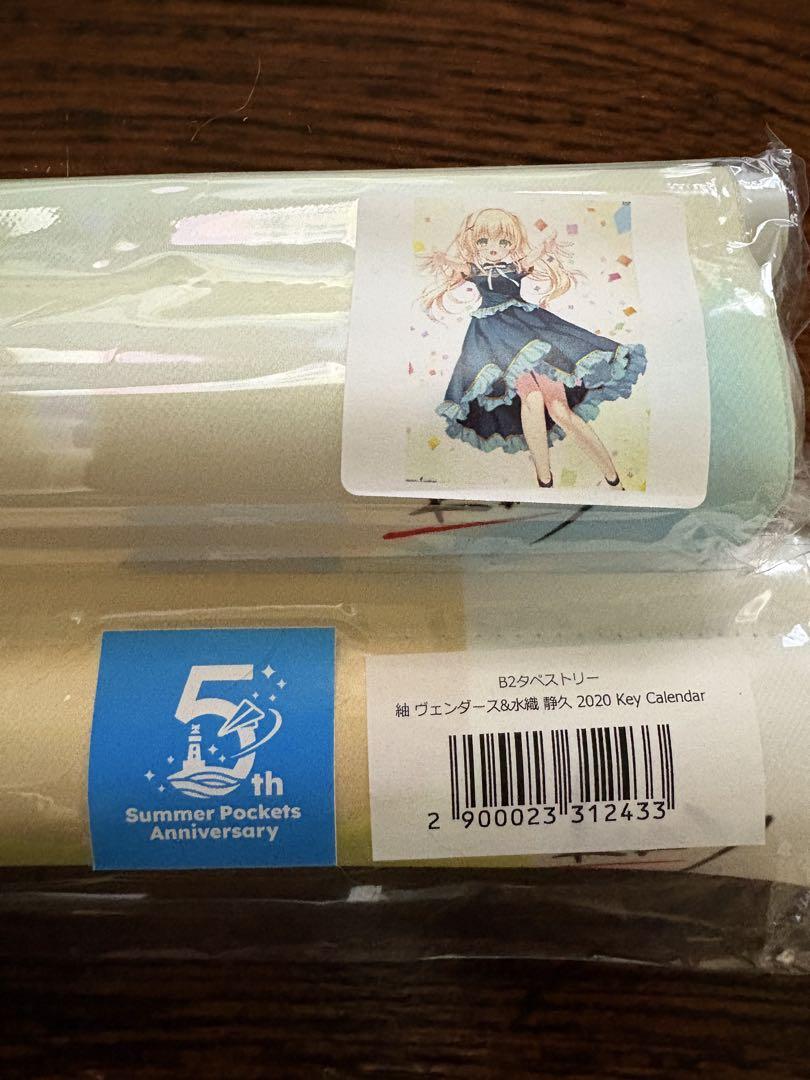 5th
Summer Pockets
Anniversary
B2タペストリー
紬 ヴェンダース&水織 静久 2020 Key Calendar
2 900023 312433